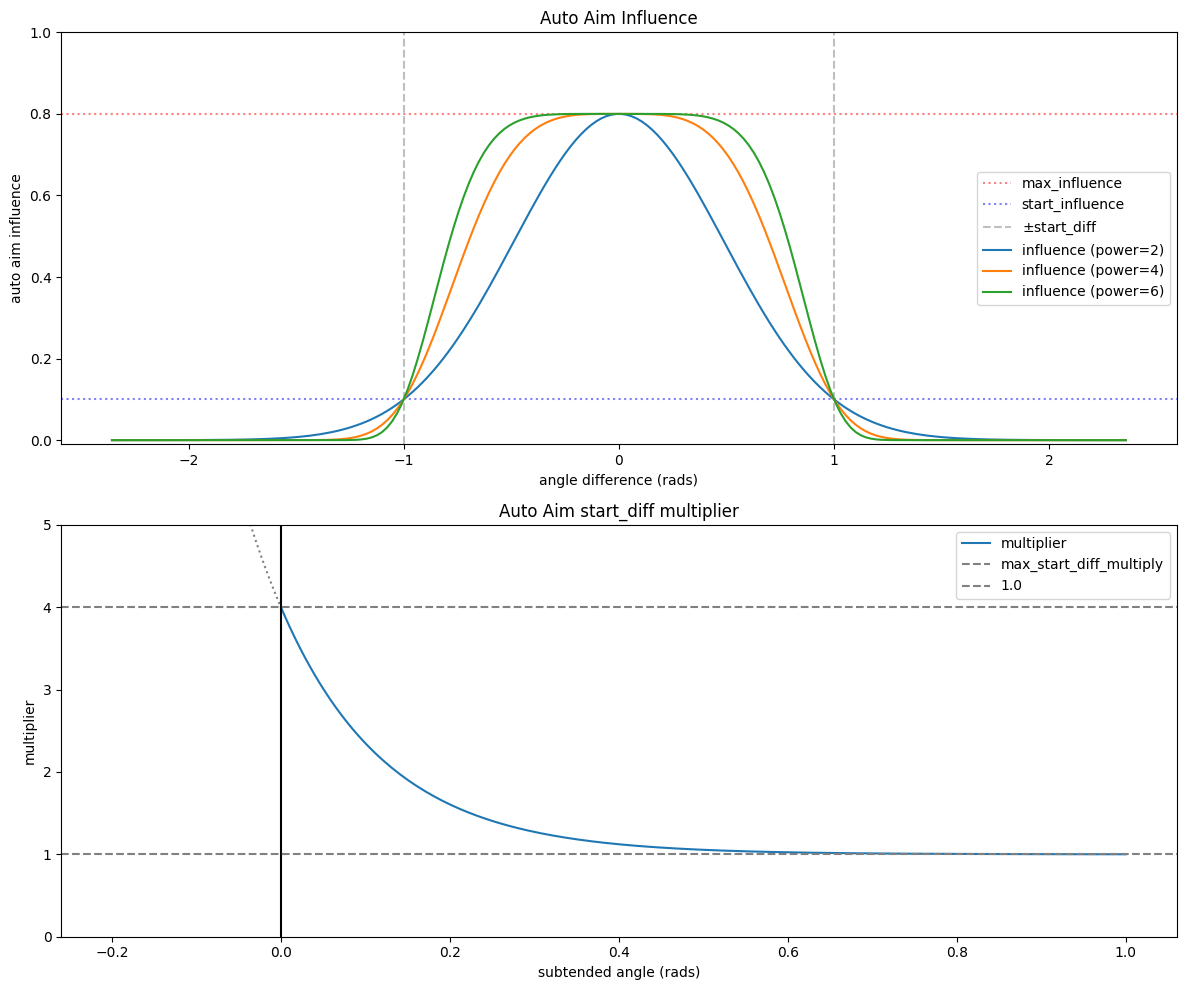 Auto Aim Influence
1.0
0.8
0.6
0.4
0.2
0.0
auto aim influence
max_influence
start_influence
±start_diff
influence (power=2)
influence (power=4)
influence (power=6)
−2 −1 0 1 2
angle difference (rads)
Auto Aim start_diff multiplier
5
4
3
2
1
0
multiplier
multiplier
max_start_diff_multiply
1.0
−0.2 0.0 0.2 0.4 0.6 0.8 1.0
subtended angle (rads)